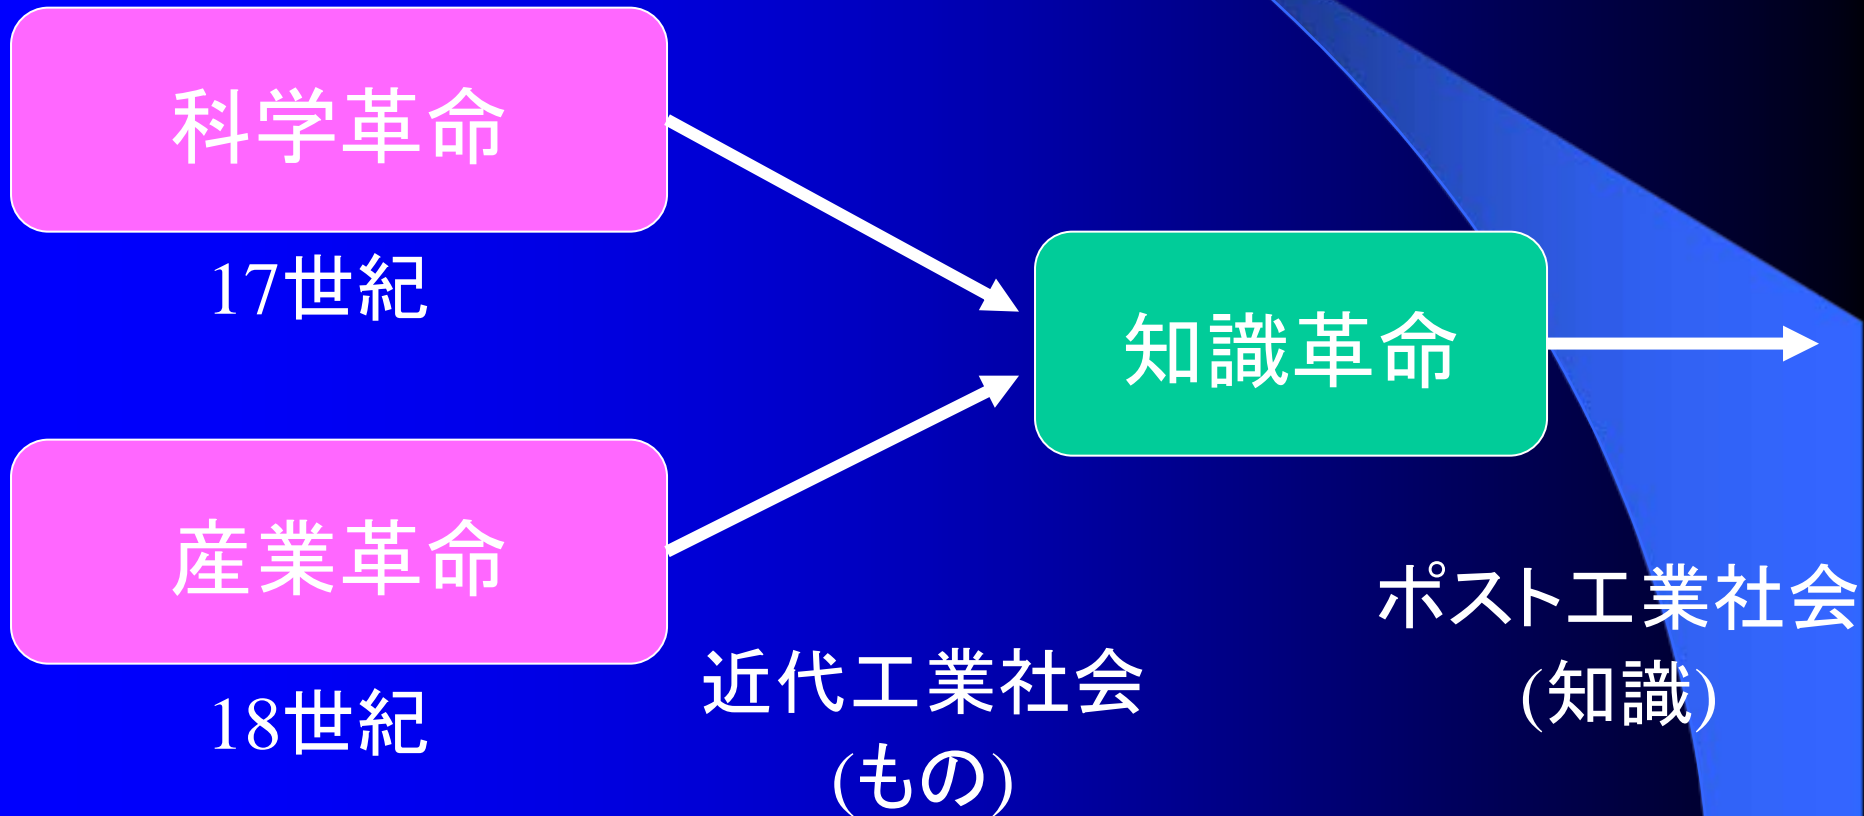 科学革命
17世紀
知識革命
産業革命
18世紀
近代工業社会
(もの)
ポスト工業社会
(知識)